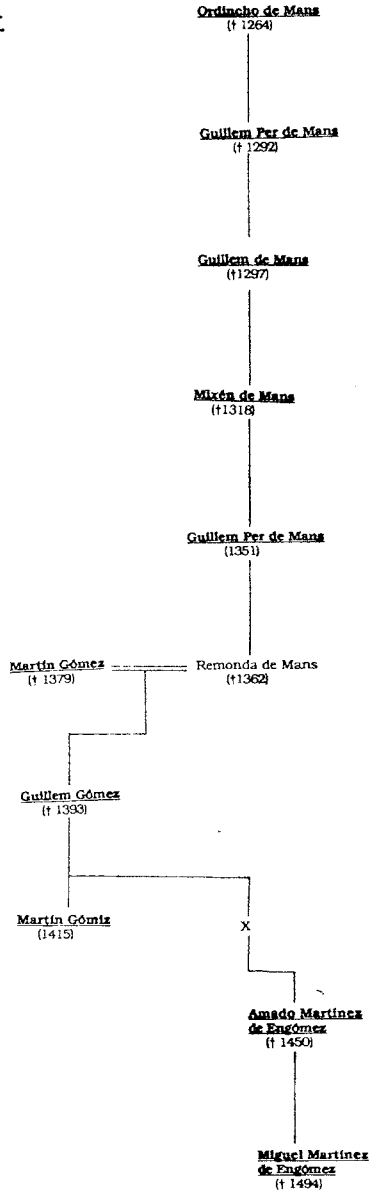 Ordincho de Mans
(† 1264)
Guillem Per de Mans
(† 1292)
Guillem de Mans
(†1297)
Mixén de Mans
(†1318)
Guillem Per de Mans
(1351)
Martín Gómez
(† 1379)
Remonda de Mans
(†1362)
Guillem Gómez
(† 1393)
Martín Gómiz
(1415)
X
Amado Martínez
de Engómez
(† 1450)
Miguel Martínez
de Engómez
(† 1494)